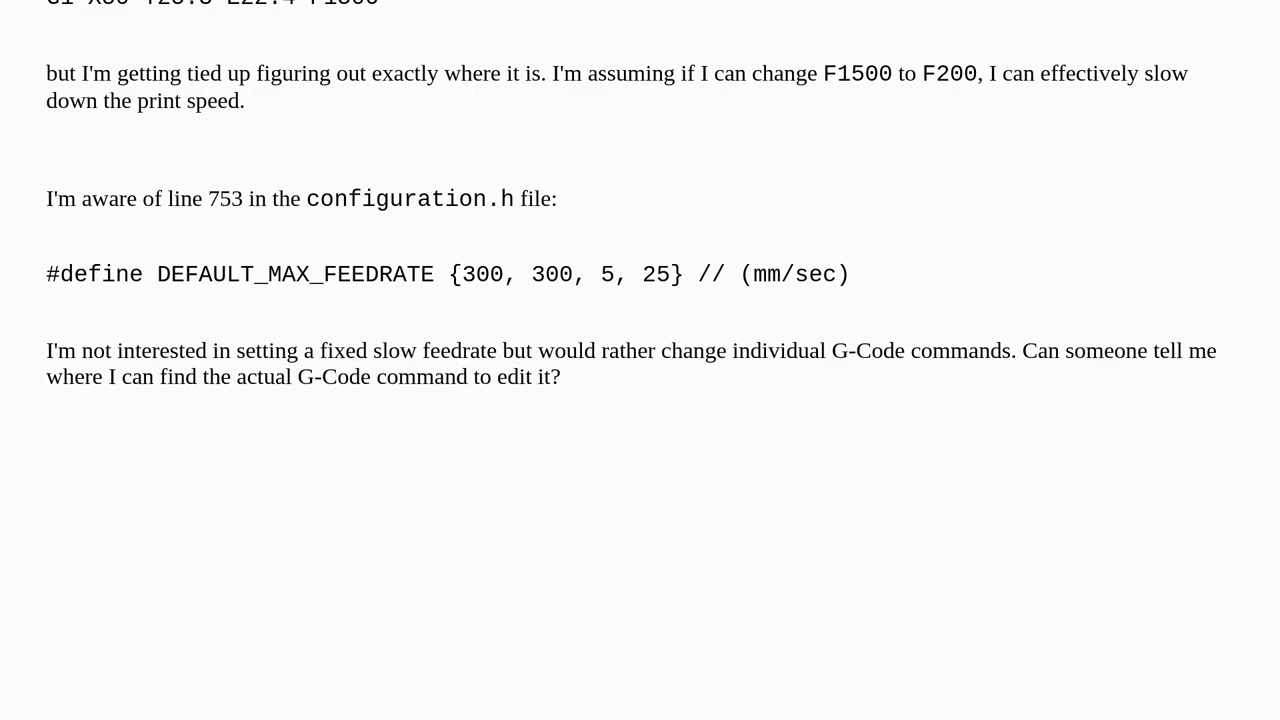 but I'm getting tied up figuring out exactly where it is. I'm assuming if I can change F1500 to F200, I can effectively slow
down the print speed.
I'm aware of line 753 in the configuration.h file:
#define DEFAULT_MAX_FEEDRATE {300, 300, 5, 25} // (mm/sec)
I'm not interested in setting a fixed slow feedrate but would rather change individual G-Code commands. Can someone tell me
where I can find the actual G-Code command to edit it?